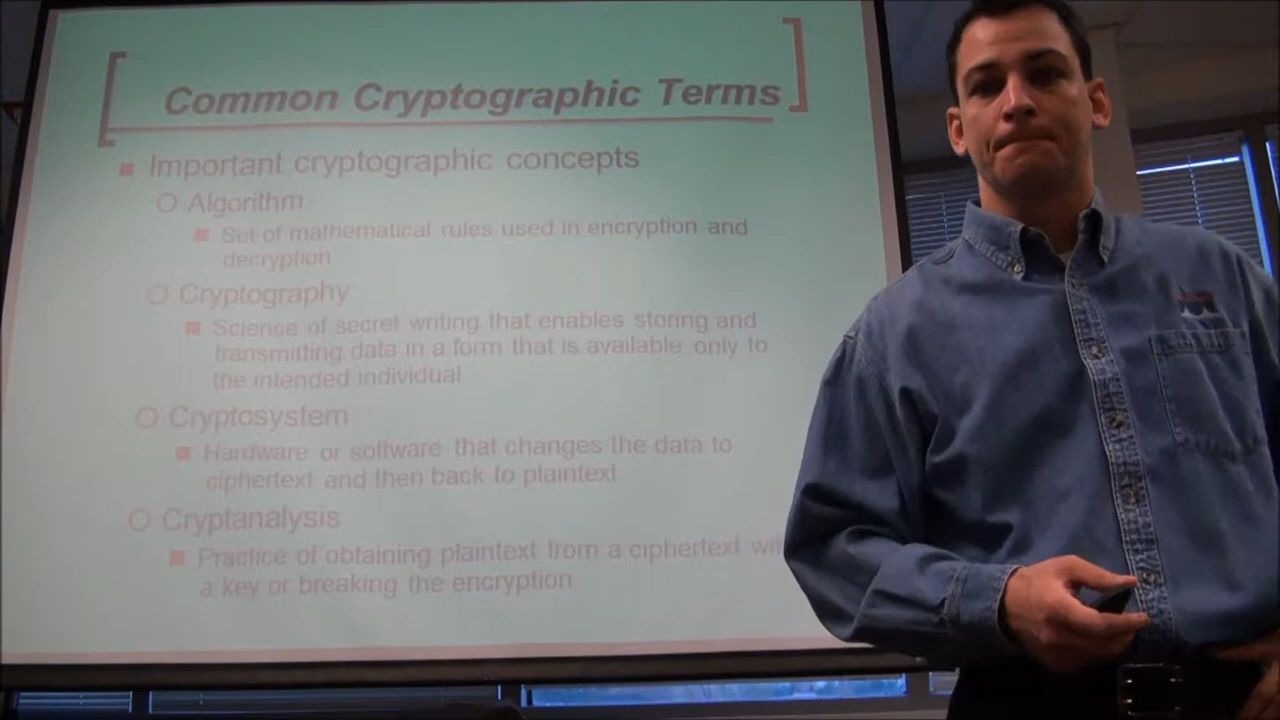 Common Cryptographic Terms
Important cryptographic concepts
Algorithm
Set of mathematical rules used in encryption and
decryption
Cryptography
Science of secret writing that enables storing and
transmitting data in a form that is available only to
the intended individual
Cryptosystem
Hardware or software that changes the data to
ciphertext and then back to plaintext
Cryptanalysis
Practice of obtaining plaintext from a ciphertext
a key or breaking the encryption